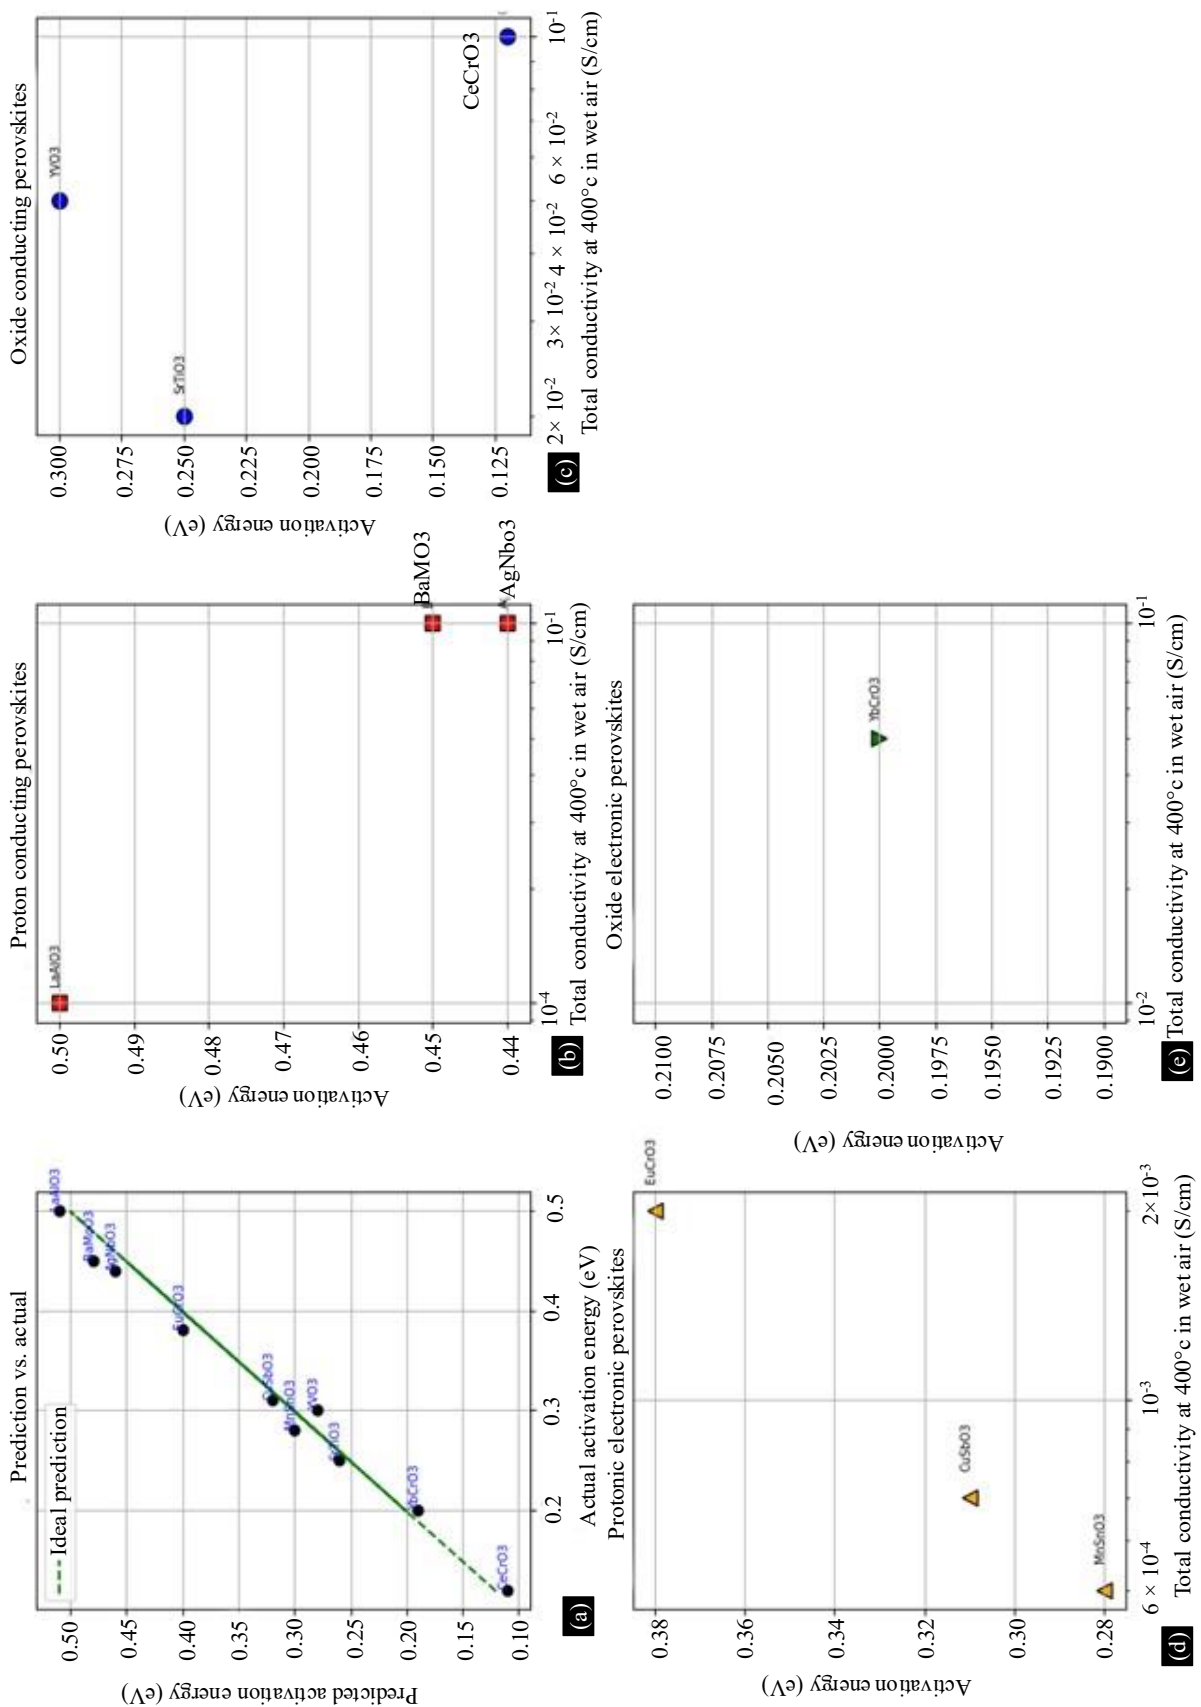 Prediction vs. actual
Ideal prediction
LaAlO3
BaMoO3
AgNbO3
EuCrO3
CuSbO3
MnSnO3
YVO3
SrTiO3
YbCrO3
CeCrO3
0.50
0.45
0.40
0.35
0.30
0.25
0.20
0.15
0.10
Predicted activation energy (eV)
0.2
0.3
0.4
0.5
(a)
Actual activation energy (eV)
Proton conducting perovskites
LaAlO3
BaMO3
AgNbo3
0.50
0.49
0.48
0.47
0.46
0.45
0.44
Activation energy (eV)
10-4
10-1
(b)
Total conductivity at 400°c in wet air (S/cm)
Oxide conducting perovskites
YVO3
SrTiO3
CeCrO3
0.300
0.275
0.250
0.225
0.200
0.175
0.150
0.125
Activation energy (eV)
2× 10-2
3× 10-2
4 × 10-2
6 × 10-2
10-1
(c)
Total conductivity at 400°c in wet air (S/cm)
Protonic electronic perovskites
EuCrO3
CuSbO3
MnSnO3
0.38
0.36
0.34
0.31
0.30
0.28
Activation energy (eV)
6 × 10-4
10-3
2×10-3
(d)
Total conductivity at 400°c in wet air (S/cm)
Oxide electronic perovskites
YbCrO3
0.2100
0.2075
0.2050
0.2025
0.2000
0.1975
0.1950
0.1925
0.1900
Activation energy (eV)
10-2
10-1
(e)
Total conductivity at 400°c in wet air (S/cm)